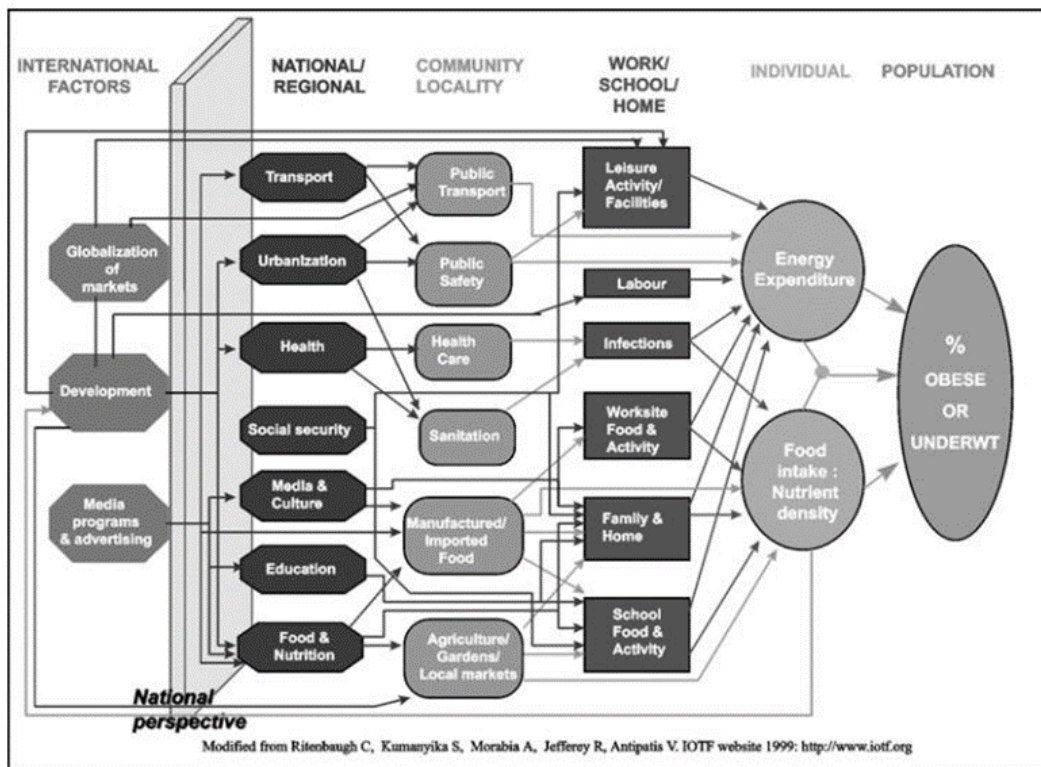 INTERNATIONAL
FACTORS
NATIONAL/
REGIONAL
COMMUNITY
LOCALITY
WORK/
SCHOOL/
HOME
INDIVIDUAL
POPULATION
Globalization
of
markets
Development
Media
programs
& advertising
Transport
Urbanization
Health
Social security
Media &
Culture
Education
Food &
Nutrition
Public
Transport
Public
Safety
Health
Care
Sanitation
Manufactured/
Imported
Food
Agriculture/
Gardens/
Local markets
Leisure
Activity/
Facilities
Labour
Infections
Worksite
Food &
Activity
Family &
Home
School
Food &
Activity
Energy
Expenditure
Food
intake :
Nutrient
density
%
OBESE
OR
UNDERWT
National
perspective
Modified from Ritenbaugh C, Kumanyika S, Morabia A, Jefferey R, Antipatis V. IOTF website 1999: http://www.iotf.org